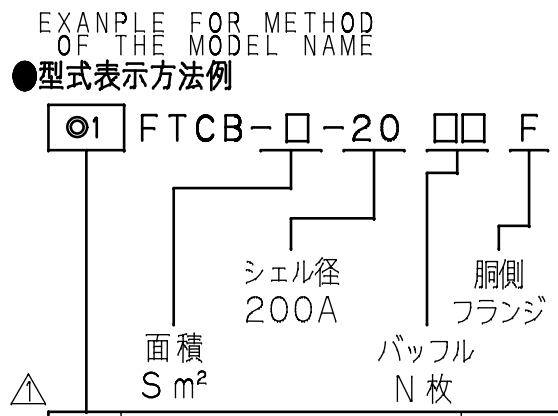 EXANPLE FOR METHOD
OF THE MODEL NAME
●型式表示方法例
◎1 FTCB-□-20 □□ F
シェル径
200A
胴側
フランジ
面積
S m²
バッフル
N 枚
1